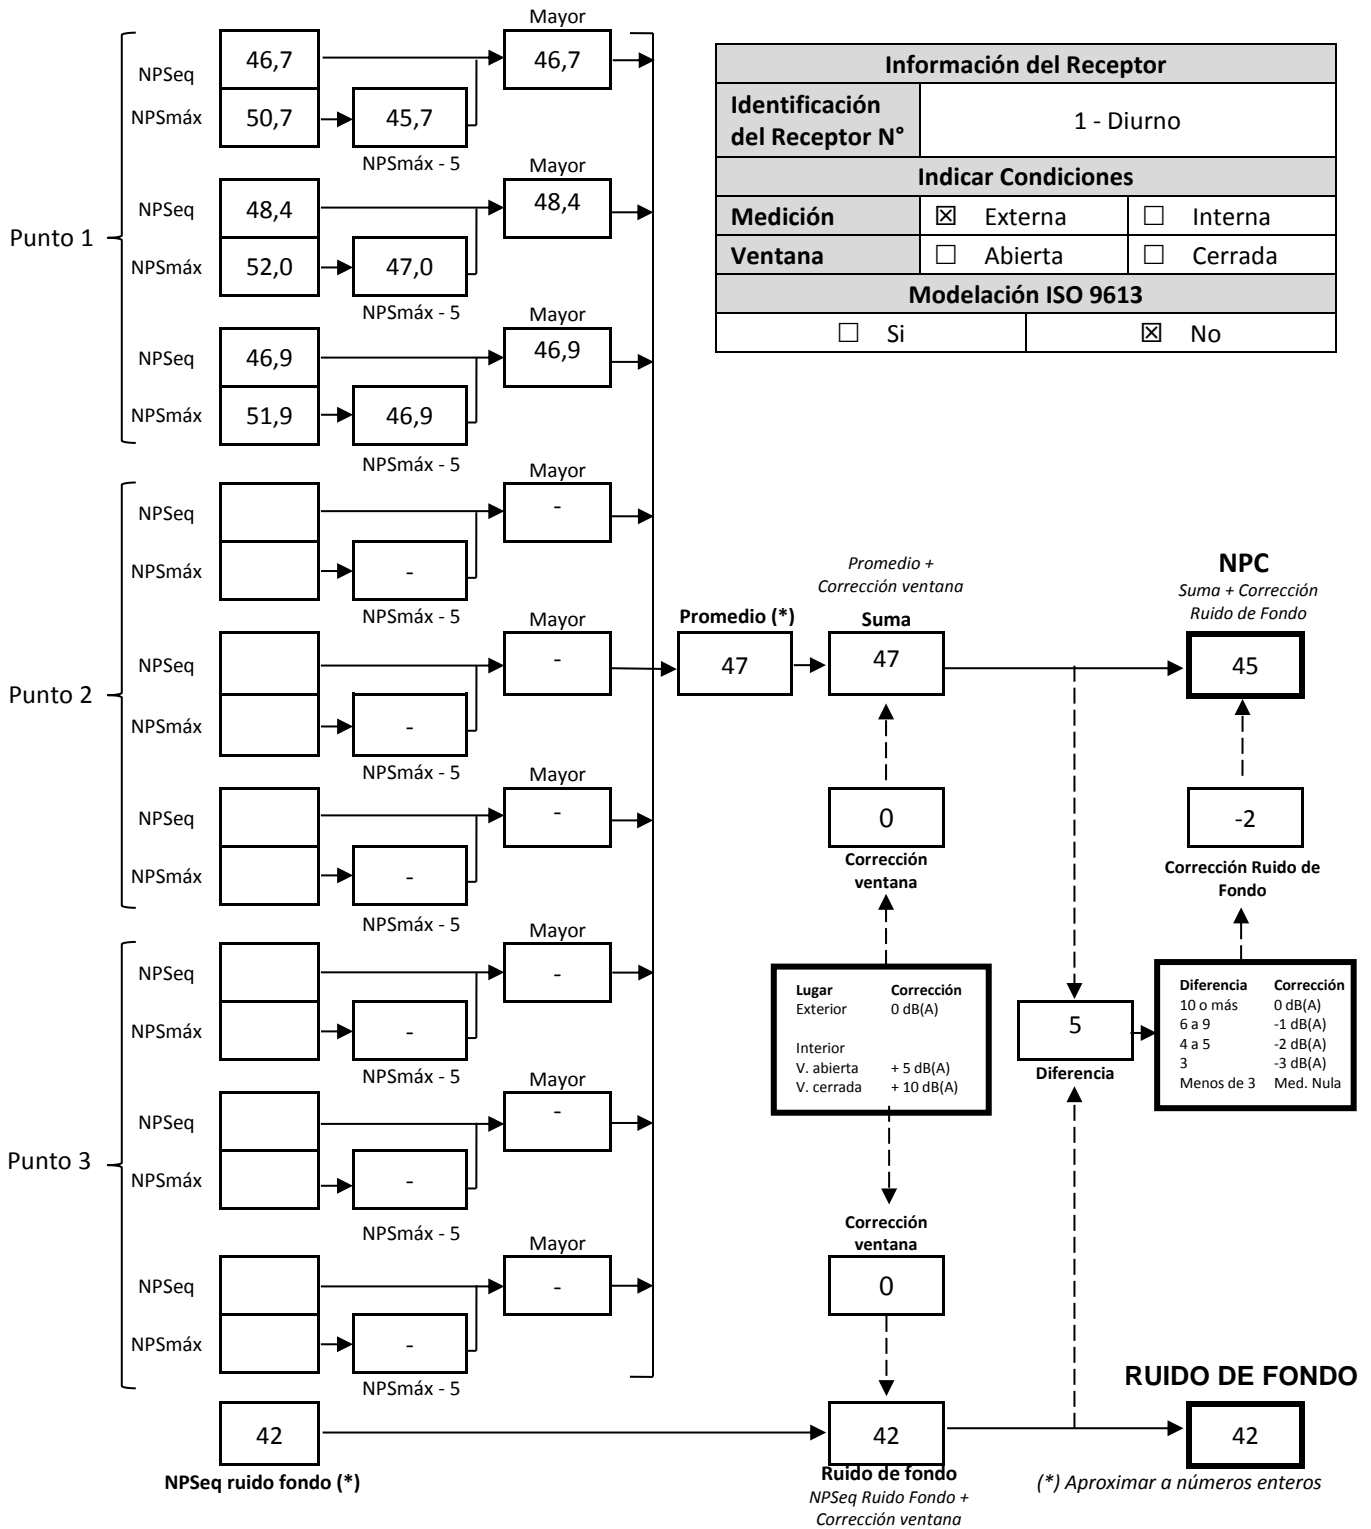 Mayor
NPSeq
46,7
46,7
NPSmáx
50,7
45,7
NPSmáx - 5
Mayor
Punto 1
NPSeq
48,4
48,4
NPSmáx
52,0
47,0
NPSmáx - 5
Mayor
NPSeq
46,9
46,9
NPSmáx
51,9
46,9
NPSmáx - 5
Información del Receptor
Identificación
del Receptor N°
1 - Diurno
Indicar Condiciones
Medición ☒ Externa ☐ Interna
Ventana ☐ Abierta ☐ Cerrada
Modelación ISO 9613
☐ Si ☒ No
Mayor
NPSeq
-
NPSmáx
-
NPSmáx - 5
Mayor
Punto 2
NPSeq
-
NPSmáx
-
NPSmáx - 5
Mayor
NPSeq
-
NPSmáx
-
NPSmáx - 5
Mayor
NPSeq
-
NPSmáx
-
NPSmáx - 5
Mayor
Punto 3
NPSeq
-
NPSmáx
-
NPSmáx - 5
Mayor
NPSeq
-
NPSmáx
-
NPSmáx - 5
Promedio (*)
47
Promedio +
Corrección ventana
Suma
47
NPC
Suma + Corrección
Ruido de Fondo
45
0
Corrección
ventana
-2
Corrección Ruido de
Fondo
Lugar Corrección
Exterior 0 dB(A)
Interior
V. abierta + 5 dB(A)
V. cerrada + 10 dB(A)
5
Diferencia
Diferencia Corrección
10 o más 0 dB(A)
6 a 9 -1 dB(A)
4 a 5 -2 dB(A)
3 -3 dB(A)
Menos de 3 Med. Nula
Corrección
ventana
0
42
NPSeq ruido fondo (*)
42
Ruido de fondo
NPSeq Ruido Fondo +
Corrección ventana
RUIDO DE FONDO
42
(*) Aproximar a números enteros